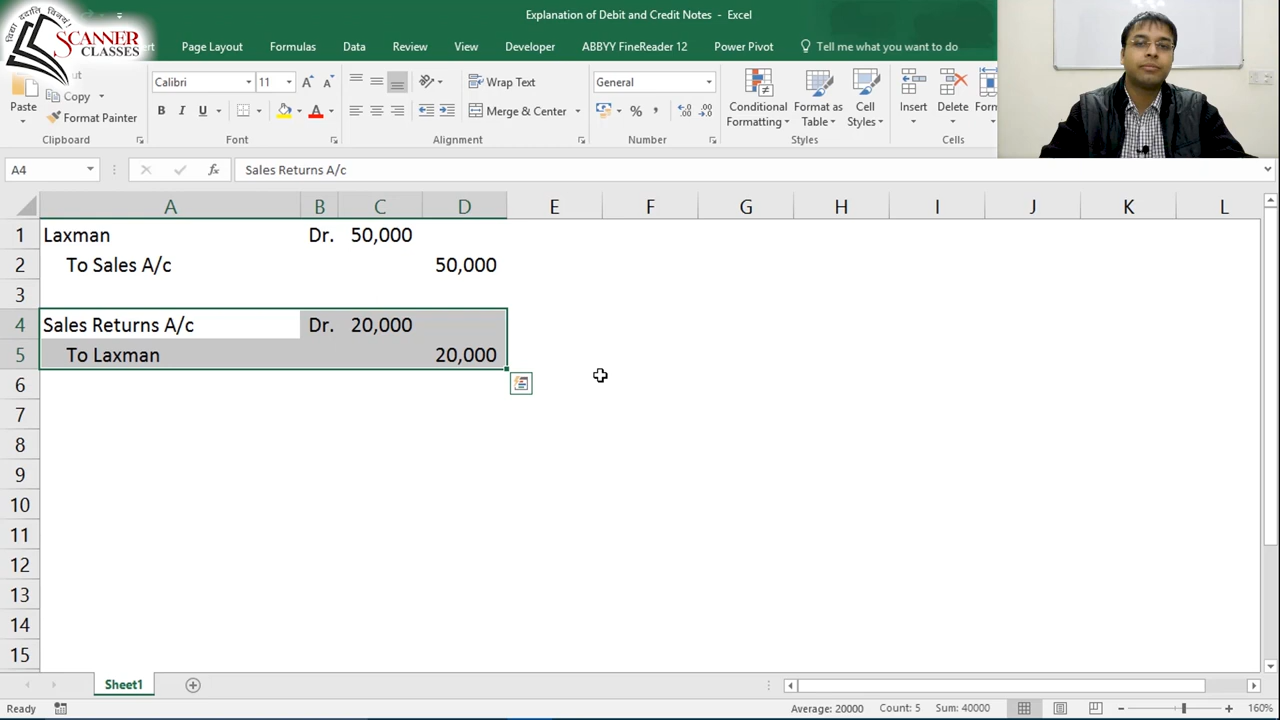 विद्या ददाति विनयं
SCANNER
CLASSES
Explanation of Debit and Credit Notes - Excel
Page Layout Formulas Data Review View Developer ABBYY FineReader 12 Power Pivot Tell me what you want to do
Paste
Copy
Format Painter
Clipboard
Calibri 11
B I U
Font
Wrap Text
Merge & Center
Alignment
General
Number
Conditional Formatting
Format as Table
Cell Styles
Styles
Insert Delete
Cells
A4 fx Sales Returns A/c
A B C D E F G H I J K L
1 Laxman Dr. 50,000
2 To Sales A/c 50,000
3
4 Sales Returns A/c Dr. 20,000
5 To Laxman 20,000
6
7
8
9
10
11
12
13
14
15
Sheet1
Ready Average: 20000 Count: 5 Sum: 40000 160%